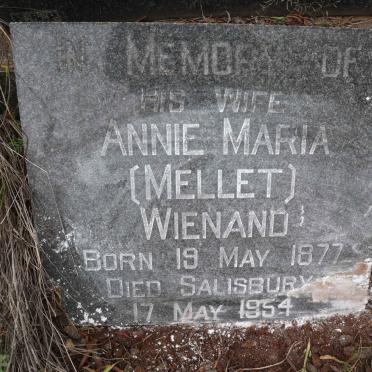 IN MEMORY OF
HIS WIFE
ANNIE MARIA
(MELLET)
WIENAND
BORN 19 MAY 1877
DIED SALISBURY
17 MAY 1954